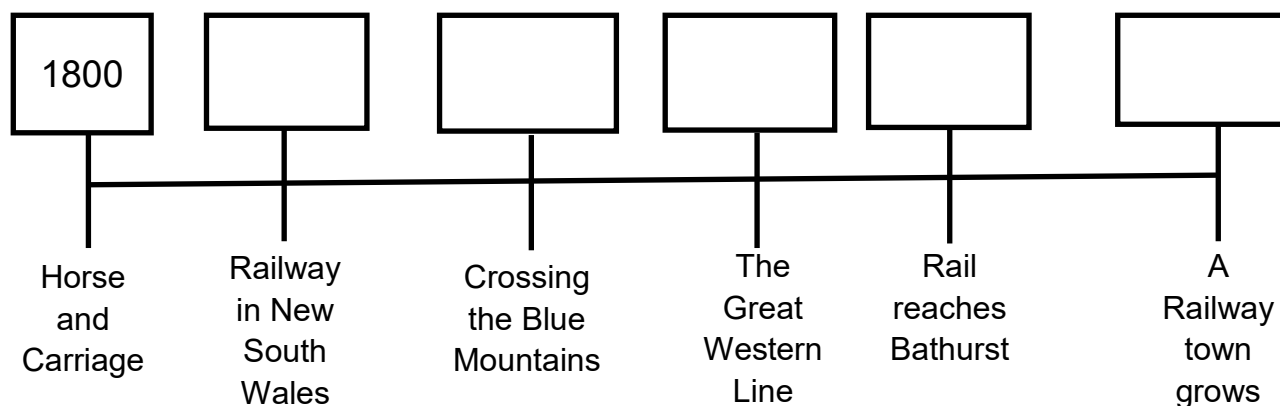 1800
Horse
and
Carriage
Railway
in New
South
Wales
Crossing
the Blue
Mountains
The
Great
Western
Line
Rail
reaches
Bathurst
A
Railway
town
grows